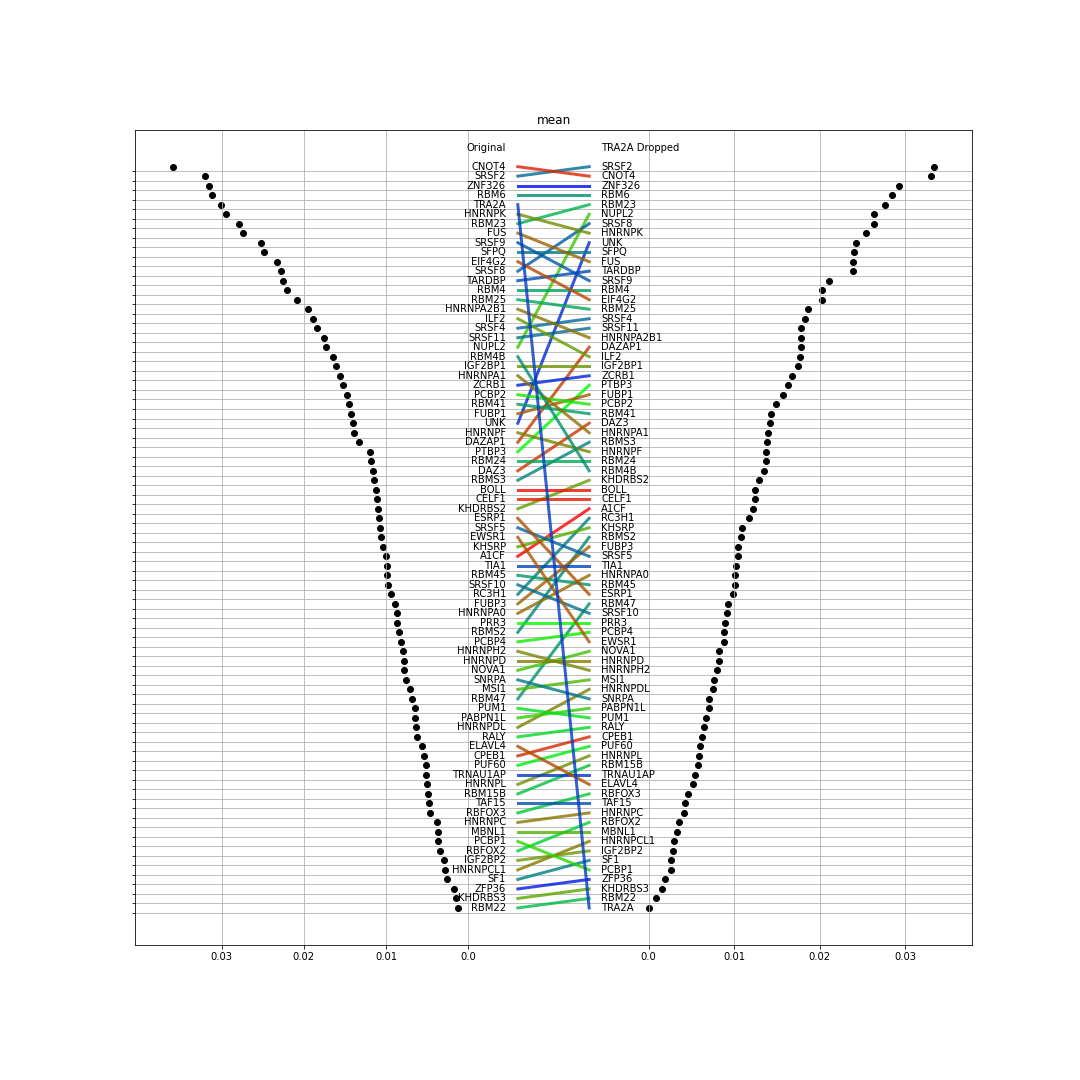 mean
Original TRA2A Dropped
CNOT4 SRSF2
SRSF2 CNOT4
ZNF326 ZNF326
RBM6 RBM6
TRA2A RBM23
HNRNPK NUPL2
RBM23 SRSF8
FUS HNRNPK
SRSF9 UNK
SFPQ SFPQ
EIF4G2 FUS
SRSF8 TARDBP
TARDBP SRSF9
RBM4 RBM4
RBM25 EIF4G2
HNRNPA2B1 RBM25
ILF2 SRSF4
SRSF4 SRSF11
SRSF11 HNRNPA2B1
NUPL2 DAZAP1
RBM4B ILF2
IGF2BP1 IGF2BP1
HNRNPA1 ZCRB1
ZCRB1 PTBP3
PCBP2 FUBP1
RBM41 PCBP2
FUBP1 RBM41
UNK DAZ3
HNRNPF HNRNPA1
DAZAP1 RBMS3
PTBP3 HNRNPF
RBM24 RBM24
DAZ3 RBM4B
RBMS3 KHDRBS2
BOLL BOLL
CELF1 CELF1
KHDRBS2 A1CF
ESRP1 RC3H1
SRSF5 KHSRP
EWSR1 RBMS2
KHSRP FUBP3
A1CF SRSF5
TIA1 TIA1
RBM45 HNRNPA0
SRSF10 RBM45
RC3H1 ESRP1
FUBP3 RBM47
HNRNPA0 SRSF10
PRR3 PRR3
RBMS2 PCBP4
PCBP4 EWSR1
HNRNPH2 NOVA1
HNRNPD HNRNPD
NOVA1 HNRNPH2
SNRPA MSI1
MSI1 HNRNPDL
RBM47 SNRPA
PUM1 PABPN1L
PABPN1L PUM1
HNRNPDL RALY
RALY CPEB1
ELAVL4 PUF60
CPEB1 HNRNPL
PUF60 RBM15B
TRNAU1AP TRNAU1AP
HNRNPL ELAVL4
RBM15B RBFOX3
TAF15 TAF15
RBFOX3 HNRNPC
HNRNPC RBFOX2
MBNL1 MBNL1
PCBP1 HNRNPCL1
RBFOX2 IGF2BP2
IGF2BP2 SF1
HNRNPCL1 PCBP1
SF1 ZFP36
ZFP36 KHDRBS3
KHDRBS3 RBM22
RBM22 TRA2A
0.03 0.02 0.01 0.0 0.0 0.01 0.02 0.03